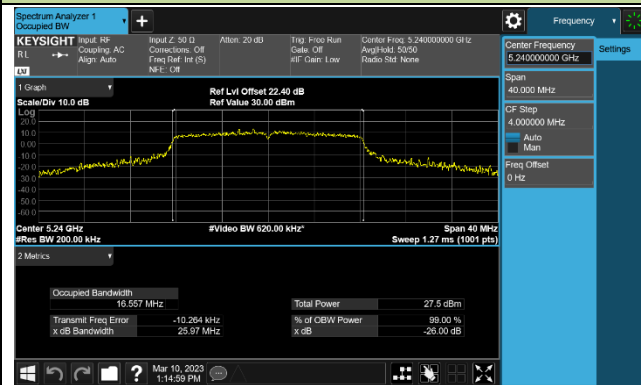 Spectrum Analyzer 1
Occupied BW
Frequency
KEYSIGHT
Input: RF
Coupling: AC
Align: Auto
Input Z: 50 Ω
Corrections: Off
Freq Ref: Int (S)
NFE: Off
Atten: 20 dB
Trig: Free Run
Gate: Off
#IF Gain: Low
Center Freq: 5.240000000 GHz
Avg|Hold: 50/50
Radio Std: None
RL
LXI
Center Frequency
5.240000000 GHz
Settings
Span
40.000 MHz
CF Step
4.000000 MHz
Auto
Man
Freq Offset
0 Hz
1 Graph
Scale/Div 10.0 dB
Ref Lvl Offset 22.40 dB
Ref Value 30.00 dBm
Log
20.0
10.0
0.00
-10.0
-20.0
-30.0
-40.0
-50.0
-60.0
Center 5.24 GHz
#Video BW 620.00 kHz*
Span 40 MHz
#Res BW 200.00 kHz
Sweep 1.27 ms (1001 pts)
2 Metrics
Occupied Bandwidth
16.557 MHz
Total Power
27.5 dBm
Transmit Freq Error
-10.264 kHz
% of OBW Power
99.00 %
x dB Bandwidth
25.97 MHz
x dB
-26.00 dB
Mar 10, 2023
1:14:59 PM